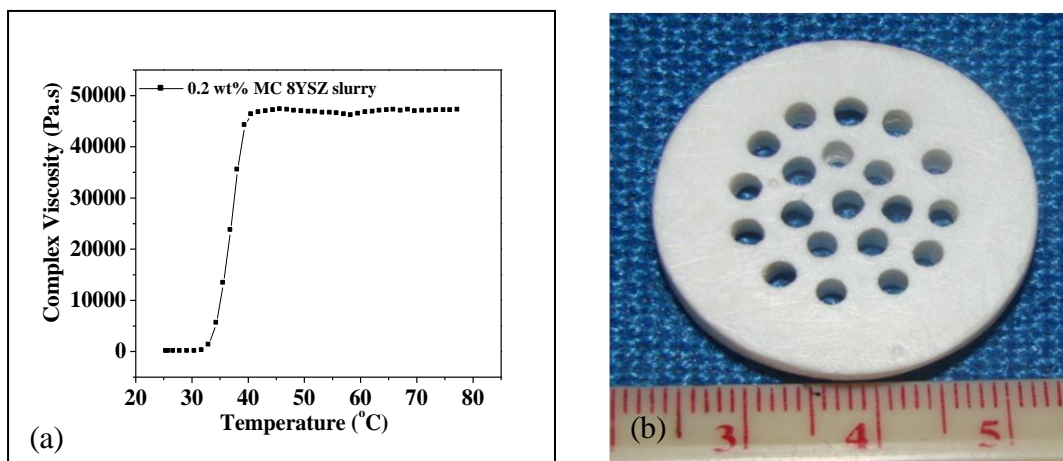 0.2 wt% MC 8YSZ slurry
50000
40000
30000
20000
10000
0
Complex Viscosity (Pa.s)
20 30 40 50 60 70 80
Temperature (°C)
(a)
(b)
3 4 5